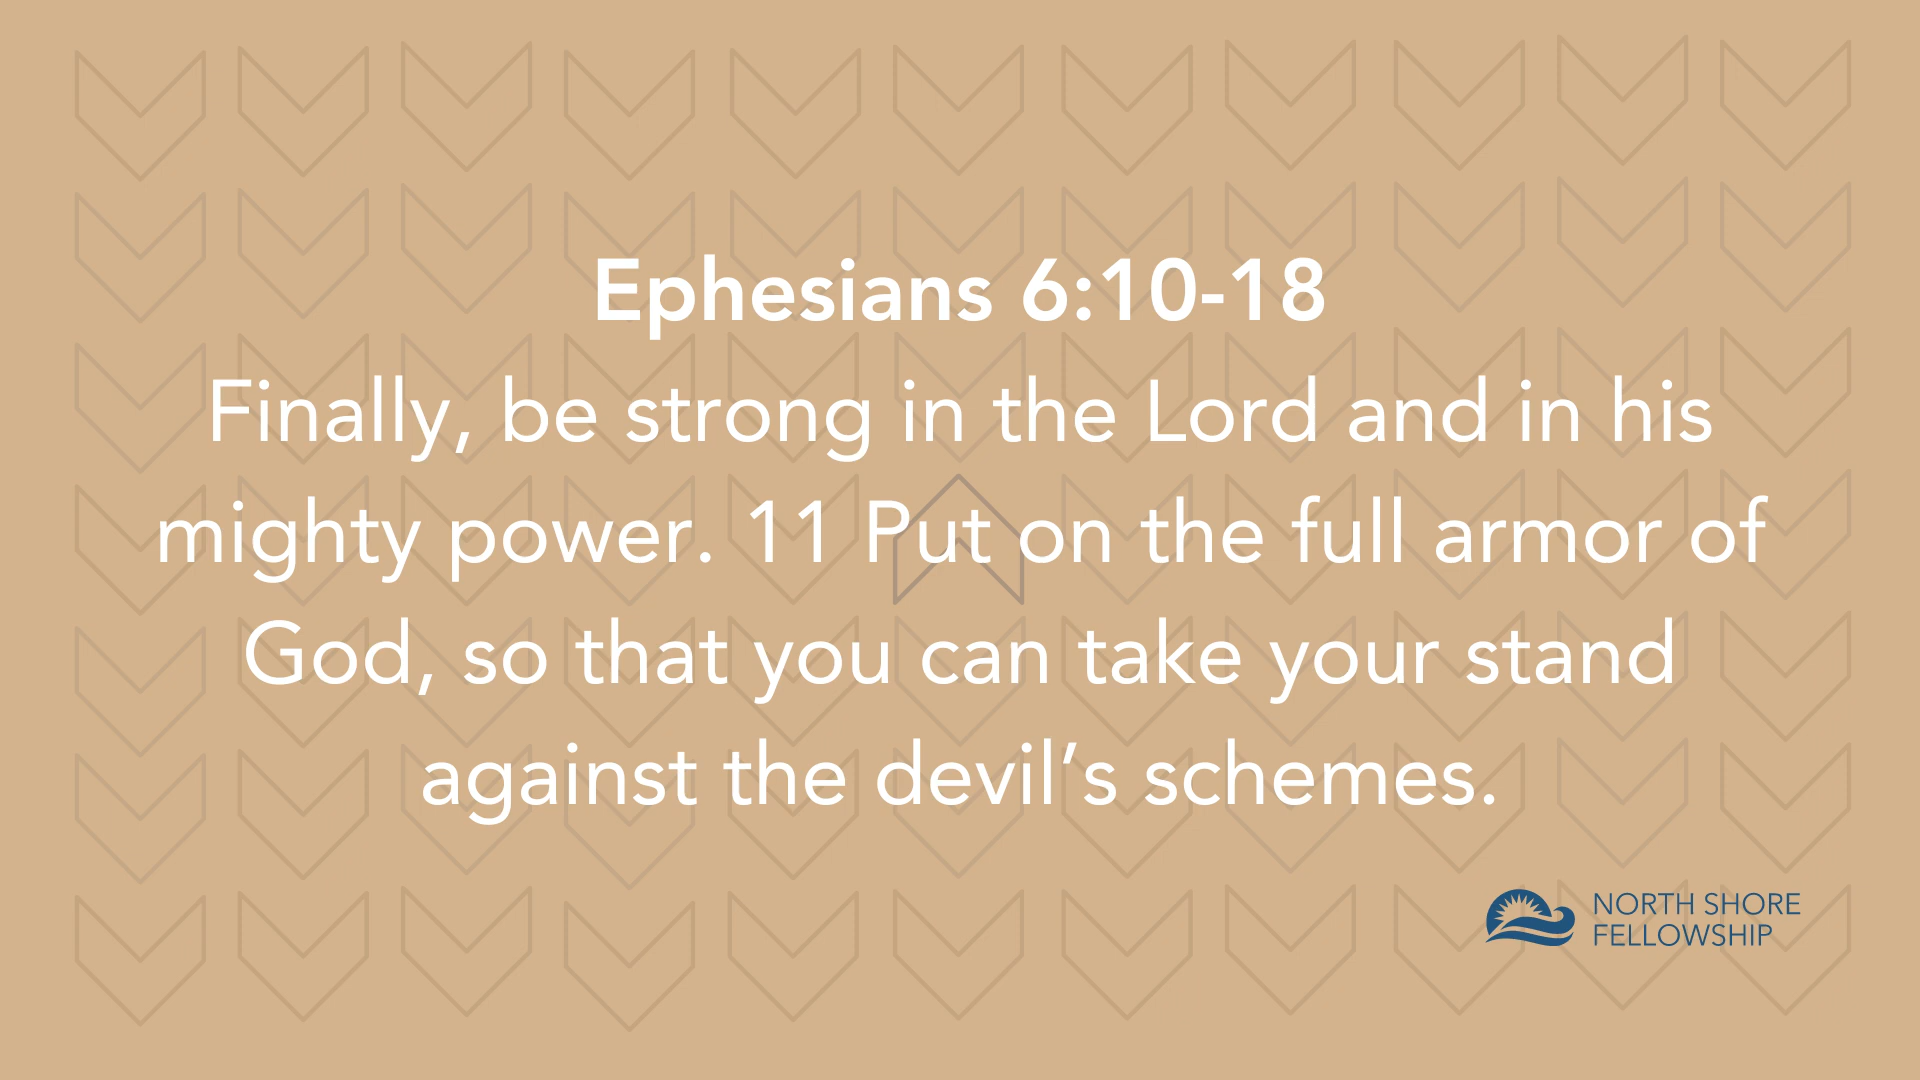 Ephesians 6:10-18
Finally, be strong in the Lord and in his
mighty power. 11 Put on the full armor of
God, so that you can take your stand
against the devil’s schemes.
NORTH SHORE
FELLOWSHIP